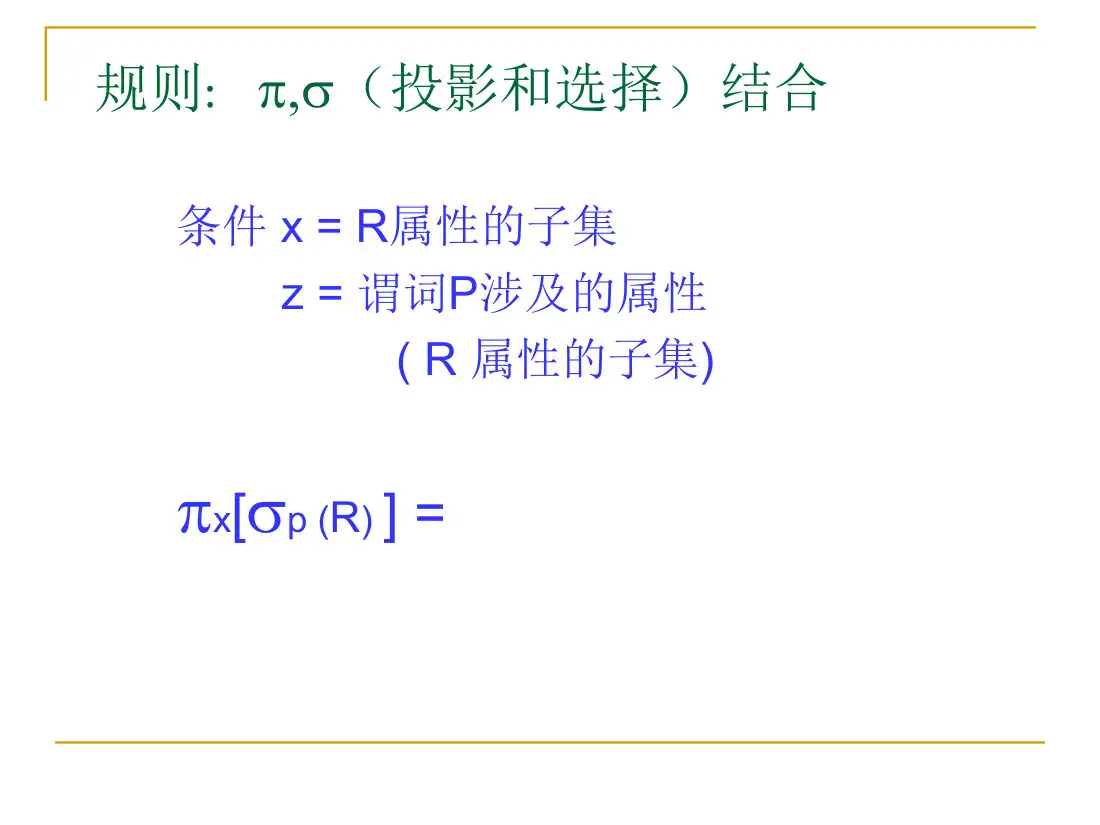 规则: π,σ（投影和选择）结合
条件 x = R属性的子集
z = 谓词P涉及的属性
( R 属性的子集)
πx[σp (R) ] =